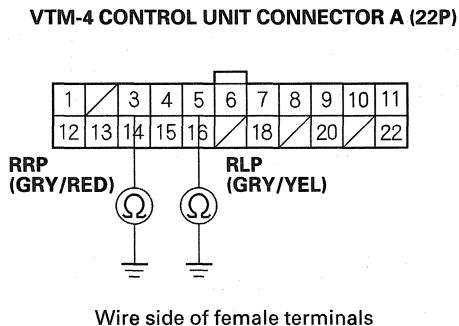 VTM-4 CONTROL UNIT CONNECTOR A (22P)
1 3 4 5 6 7 8 9 10 11
12 13 14 15 16 18 20 22
RRP
(GRY/RED)
RLP
(GRY/YEL)
Ω Ω
Wire side of female terminals